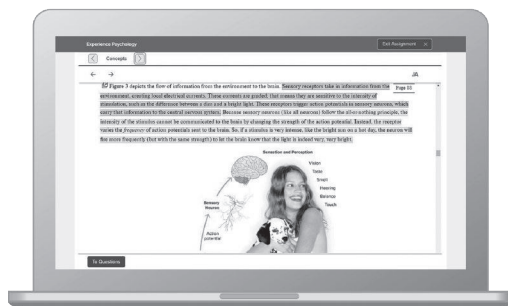 Experience Psychology
Exit Assignment X
< Concepts >
← →
Figure 3 depicts the flow of information from the environment to the brain. Sensory receptors take in information from the
Page 83
environment, creating local electrical currents. These currents are graded; that means they are sensitive to the intensity of
stimulation, such as the difference between a dim and a bright light. These receptors trigger action potentials in sensory neurons, which
carry that information to the central nervous system. Because sensory neurons (like all neurons) follow the all-or-nothing principle, the
intensity of the stimulus cannot be communicated to the brain by changing the strength of the action potential. Instead, the receptor
varies the frequency of action potentials sent to the brain. So, if a stimulus is very intense, like the bright sun on a hot day, the neuron will
fire more frequently (but with the same strength) to let the brain know that the light is indeed very, very bright.
Sensation and Perception
Vision
Taste
Smell
Hearing
Balance
Touch
Sensory
Neuron
Action
potential
To Questions